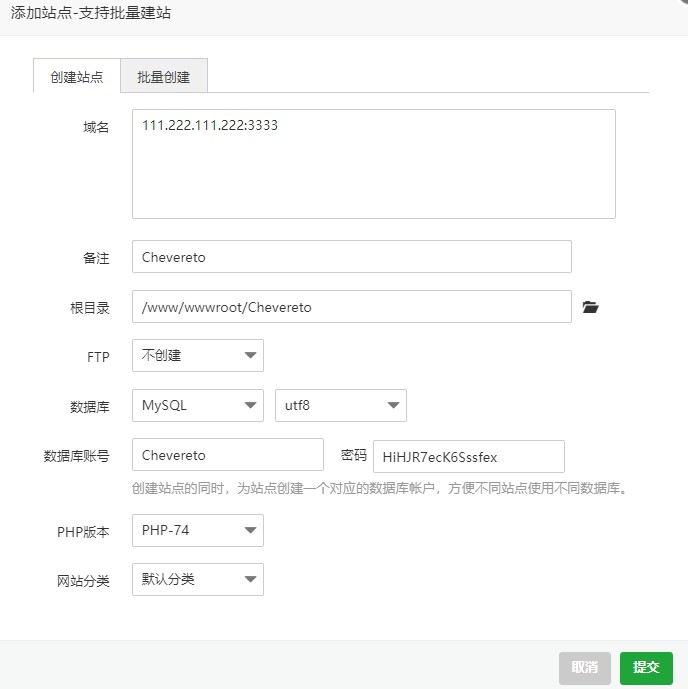 添加站点-支持批量建站
创建站点 批量创建
域名 111.222.111.222:3333
备注 Chevereto
根目录 /www/wwwroot/Chevereto
FTP 不创建
数据库 MySQL utf8
数据库账号 Chevereto 密码 HiHJR7ecK6Sssfex
创建站点的同时，为站点创建一个对应的数据库帐户，方便不同站点使用不同数据库。
PHP版本 PHP-74
网站分类 默认分类
取消 提交